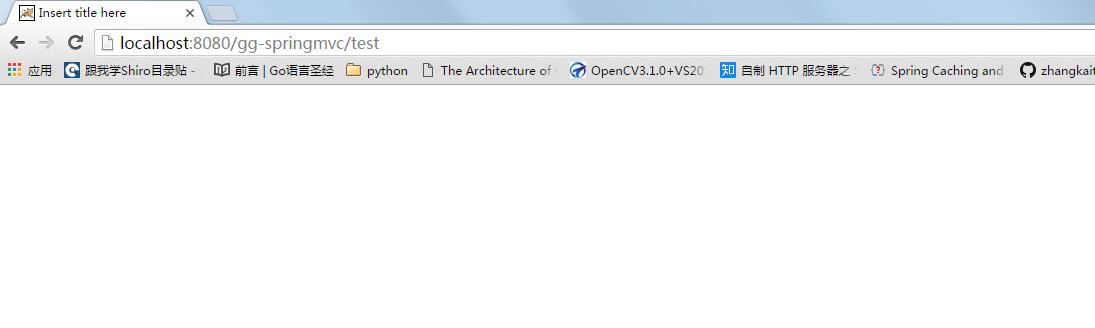 Insert title here
localhost:8080/gg-springmvc/test
应用 跟我学Shiro目录贴 - 前言 | Go语言圣经 python The Architecture of OpenCV3.1.0+VS20 知 自制 HTTP 服务器之 Spring Caching and zhangkait